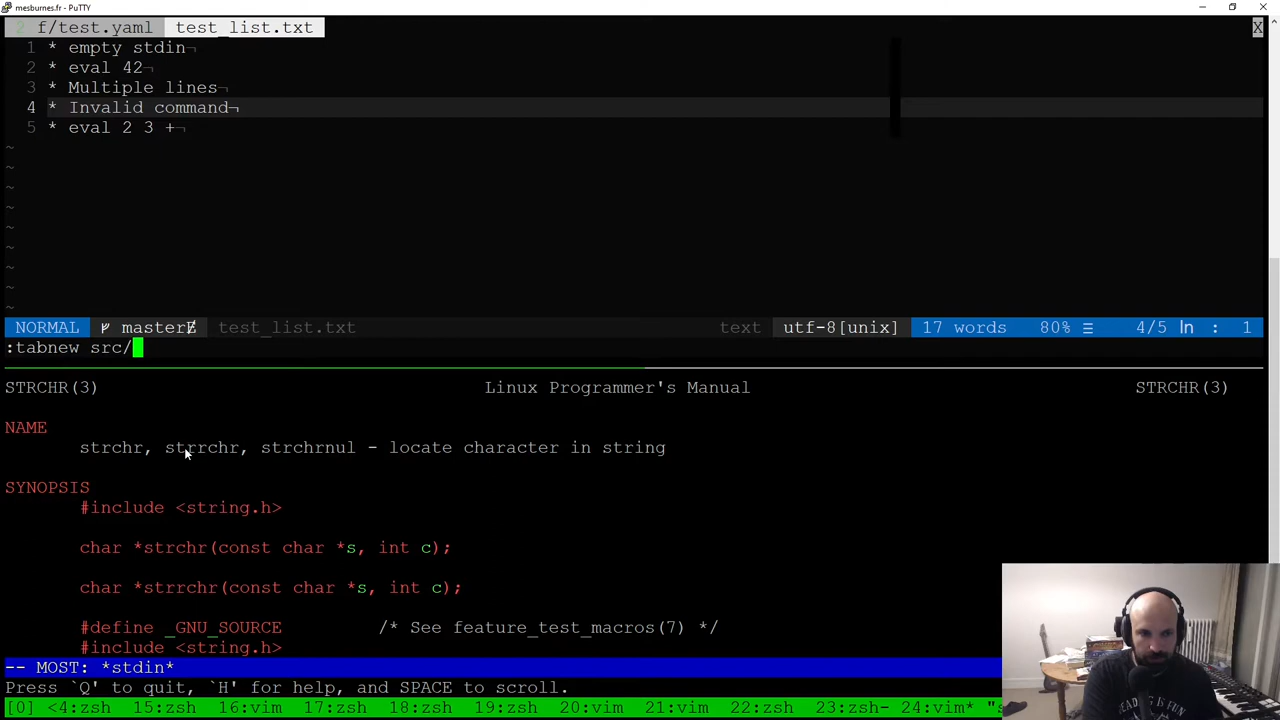 mesburnes.fr - PuTTY
2 f/test.yaml test_list.txt X
1 * empty stdin¬
2 * eval 42¬
3 * Multiple lines¬
4 * Invalid command¬
5 * eval 2 3 +¬
~
~
~
~
~
~
~
~
~
NORMAL master test_list.txt text utf-8[unix] 17 words 80% ☰ 4/5 ln : 1
:tabnew src/
STRCHR(3) Linux Programmer's Manual STRCHR(3)
NAME
strchr, strrchr, strchrnul - locate character in string
SYNOPSIS
#include <string.h>
char *strchr(const char *s, int c);
char *strrchr(const char *s, int c);
#define _GNU_SOURCE /* See feature_test_macros(7) */
#include <string.h>
-- MOST: *stdin*
Press `Q' to quit, `H' for help, and SPACE to scroll.
[0] <4:zsh 15:zsh 16:vim 17:zsh 18:zsh 19:zsh 20:vim 21:vim 22:zsh 23:zsh- 24:vim* "s